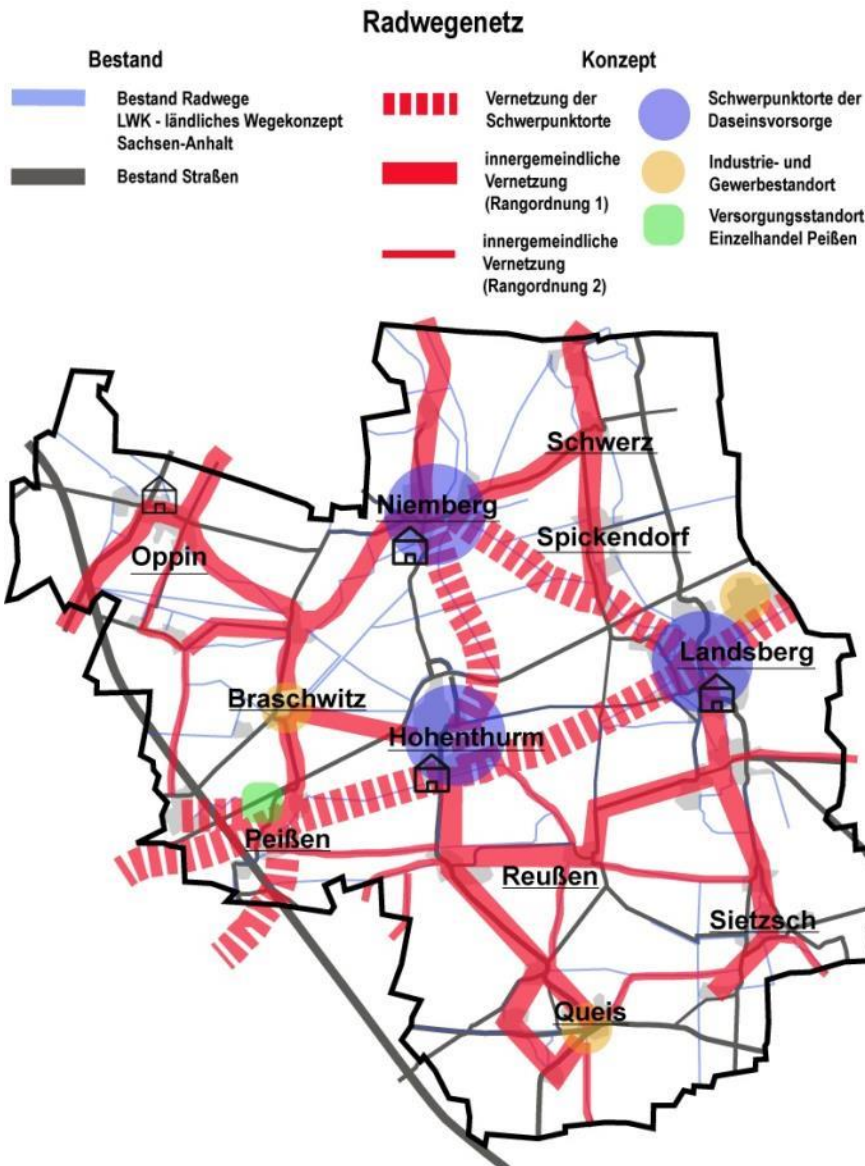 Radwegenetz
Bestand
Bestand Radwege
LWK - ländliches Wegekonzept
Sachsen-Anhalt
Bestand Straßen
Konzept
Vernetzung der
Schwerpunktorte
innergemeindliche
Vernetzung
(Rangordnung 1)
innergemeindliche
Vernetzung
(Rangordnung 2)
Schwerpunktorte der
Daseinsvorsorge
Industrie- und
Gewerbestandort
Versorgungsstandort
Einzelhandel Peißen
Schwerz
Niemberg
Spickendorf
Oppin
Landsberg
Braschwitz
Hohenthurm
Peißen
Reußen
Sietzsch
Queis